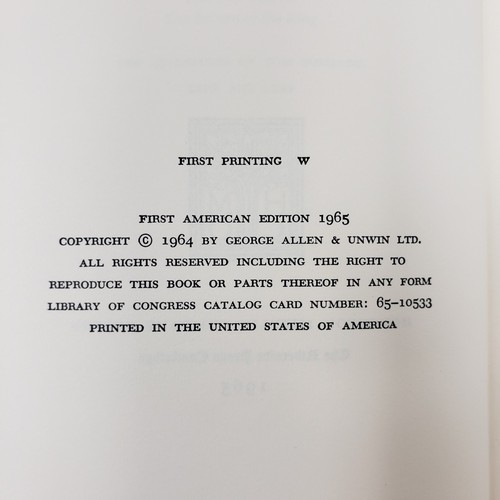 FIRST PRINTING W
FIRST AMERICAN EDITION 1965
COPYRIGHT © 1964 BY GEORGE ALLEN & UNWIN LTD.
ALL RIGHTS RESERVED INCLUDING THE RIGHT TO
REPRODUCE THIS BOOK OR PARTS THEREOF IN ANY FORM
LIBRARY OF CONGRESS CATALOG CARD NUMBER: 65-10533
PRINTED IN THE UNITED STATES OF AMERICA